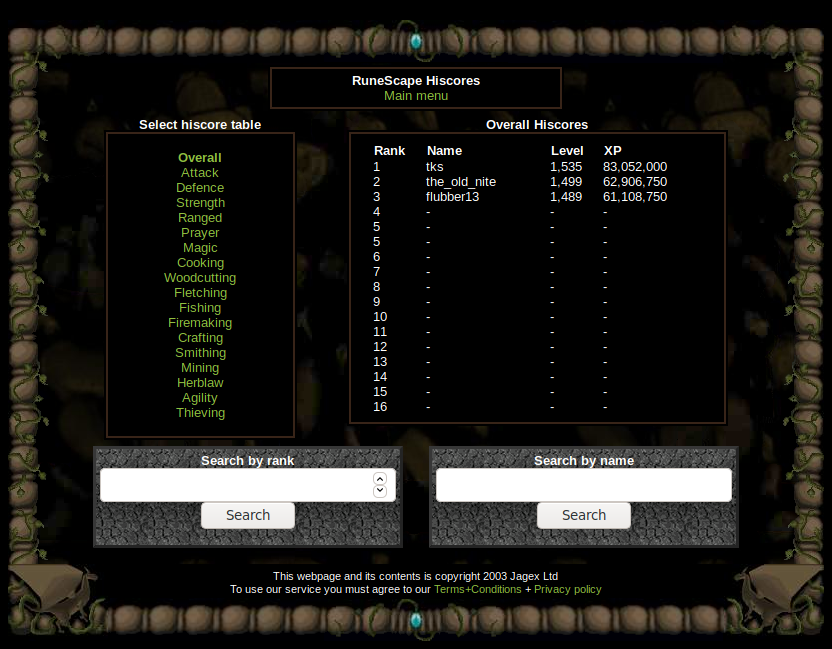 RuneScape Hiscores
Main menu
Select hiscore table
Overall
Attack
Defence
Strength
Ranged
Prayer
Magic
Cooking
Woodcutting
Fletching
Fishing
Firemaking
Crafting
Smithing
Mining
Herblaw
Agility
Thieving
Overall Hiscores
Rank Name Level XP
1 tks 1,535 83,052,000
2 the_old_nite 1,499 62,906,750
3 flubber13 1,489 61,108,750
4 - - -
5 - - -
5 - - -
6 - - -
7 - - -
8 - - -
9 - - -
10 - - -
11 - - -
12 - - -
13 - - -
14 - - -
15 - - -
16 - - -
Search by rank
Search
Search by name
Search
This webpage and its contents is copyright 2003 Jagex Ltd
To use our service you must agree to our Terms+Conditions + Privacy policy